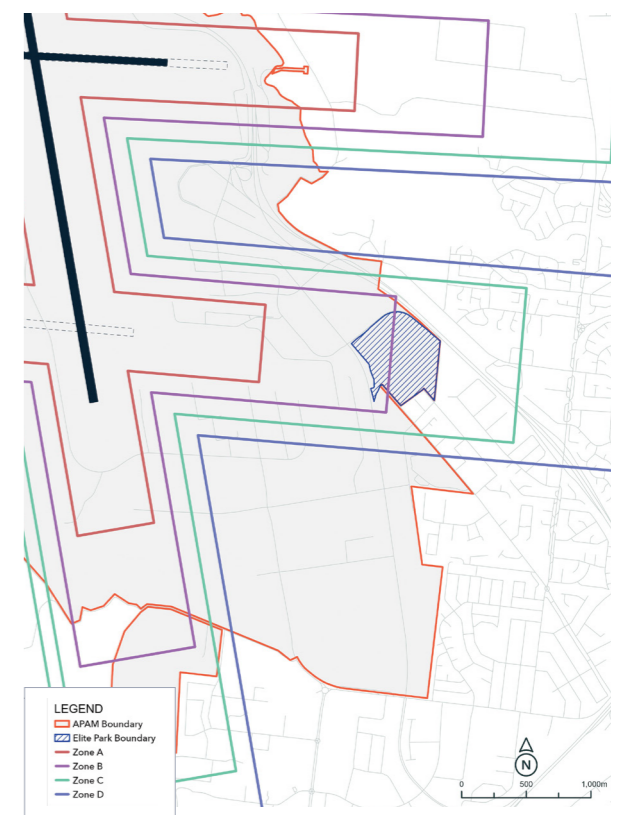 LEGEND
APAM Boundary
Elite Park Boundary
Zone A
Zone B
Zone C
Zone D
N
0 500 1,000m